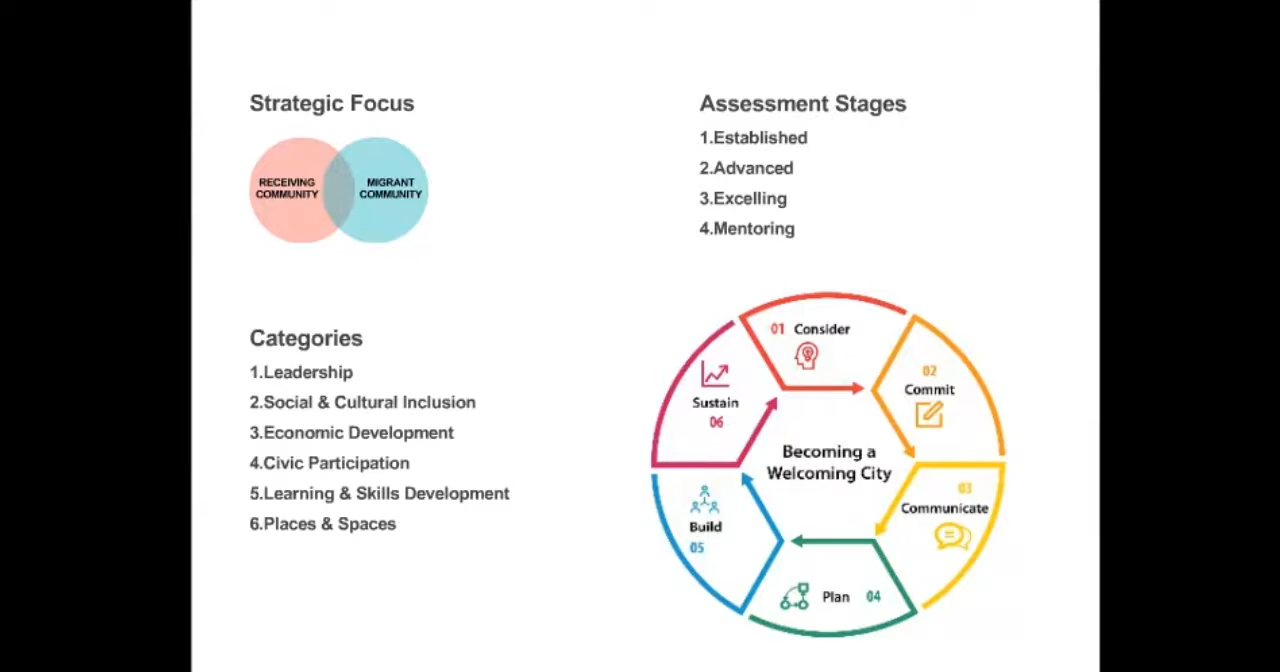 Strategic Focus
RECEIVING
COMMUNITY
MIGRANT
COMMUNITY
Categories
1.Leadership
2.Social & Cultural Inclusion
3.Economic Development
4.Civic Participation
5.Learning & Skills Development
6.Places & Spaces
Assessment Stages
1.Established
2.Advanced
3.Excelling
4.Mentoring
01 Consider
02
Commit
03
Communicate
Plan 04
Build
05
Sustain
06
Becoming a
Welcoming City